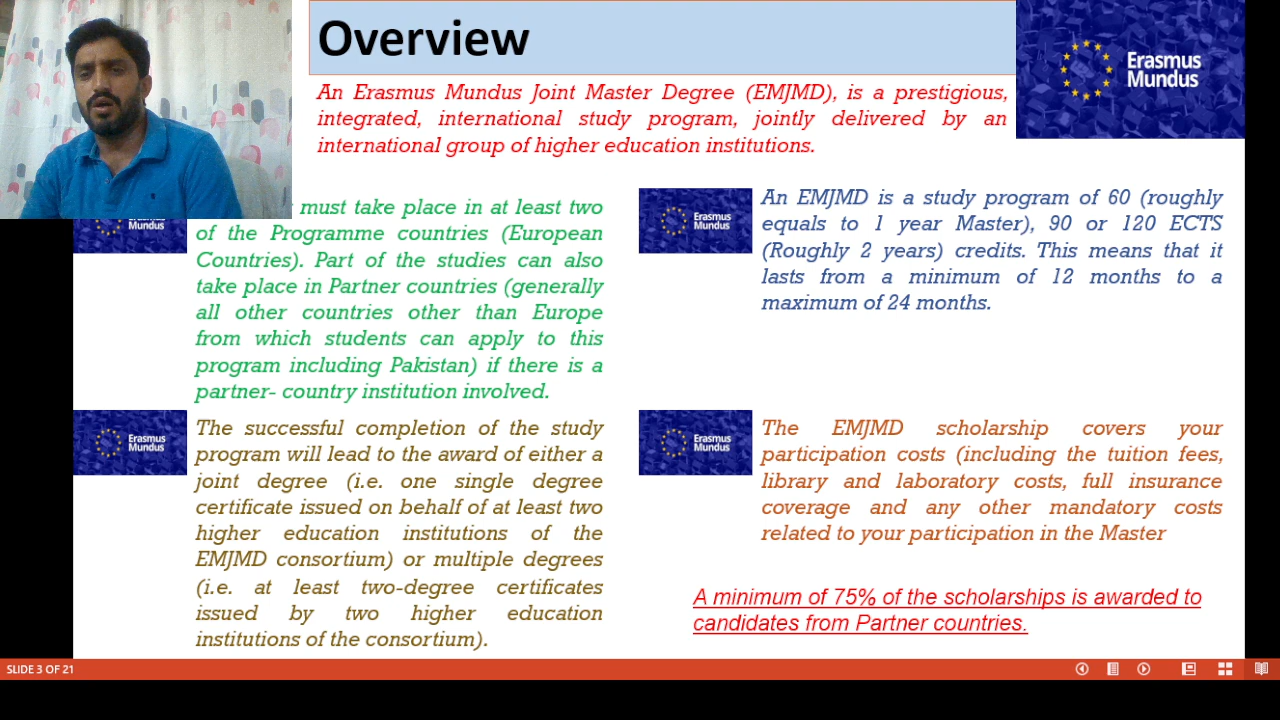 Overview
Erasmus
Mundus
An Erasmus Mundus Joint Master Degree (EMJMD), is a prestigious,
integrated, international study program, jointly delivered by an
international group of higher education institutions.
Mundus
must take place in at least two
of the Programme countries (European
Countries). Part of the studies can also
take place in Partner countries (generally
all other countries other than Europe
from which students can apply to this
program including Pakistan) if there is a
partner- country institution involved.
Erasmus
Mundus
An EMJMD is a study program of 60 (roughly
equals to 1 year Master), 90 or 120 ECTS
(Roughly 2 years) credits. This means that it
lasts from a minimum of 12 months to a
maximum of 24 months.
Erasmus
Mundus
The successful completion of the study
program will lead to the award of either a
joint degree (i.e. one single degree
certificate issued on behalf of at least two
higher education institutions of the
EMJMD consortium) or multiple degrees
(i.e. at least two-degree certificates
issued by two higher education
institutions of the consortium).
Erasmus
Mundus
The EMJMD scholarship covers your
participation costs (including the tuition fees,
library and laboratory costs, full insurance
coverage and any other mandatory costs
related to your participation in the Master
A minimum of 75% of the scholarships is awarded to
candidates from Partner countries.
SLIDE 3 OF 21